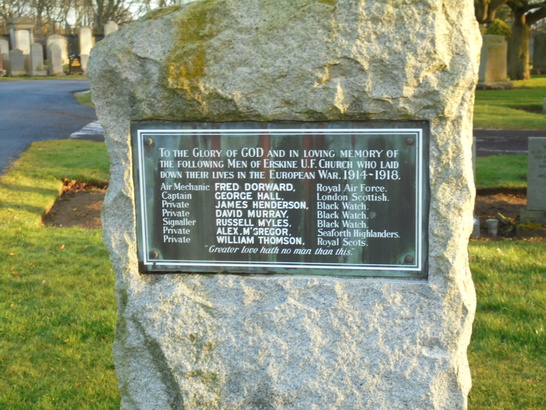 TO THE GLORY OF GOD AND IN LOVING MEMORY OF
THE FOLLOWING MEN OF ERSKINE U.F. CHURCH WHO LAID
DOWN THEIR LIVES IN THE EUROPEAN WAR. 1914-1918.
Air Mechanic FRED DORWARD. Royal Air Force.
Captain GEORGE HALL. London Scottish.
Private JAMES HENDERSON. Black Watch.
Private DAVID MURRAY. Black Watch.
Signaller RUSSELL MYLES. Black Watch.
Private ALEX. McGREGOR. Seaforth Highlanders.
Private WILLIAM THOMSON. Royal Scots.
"Greater love hath no man than this."